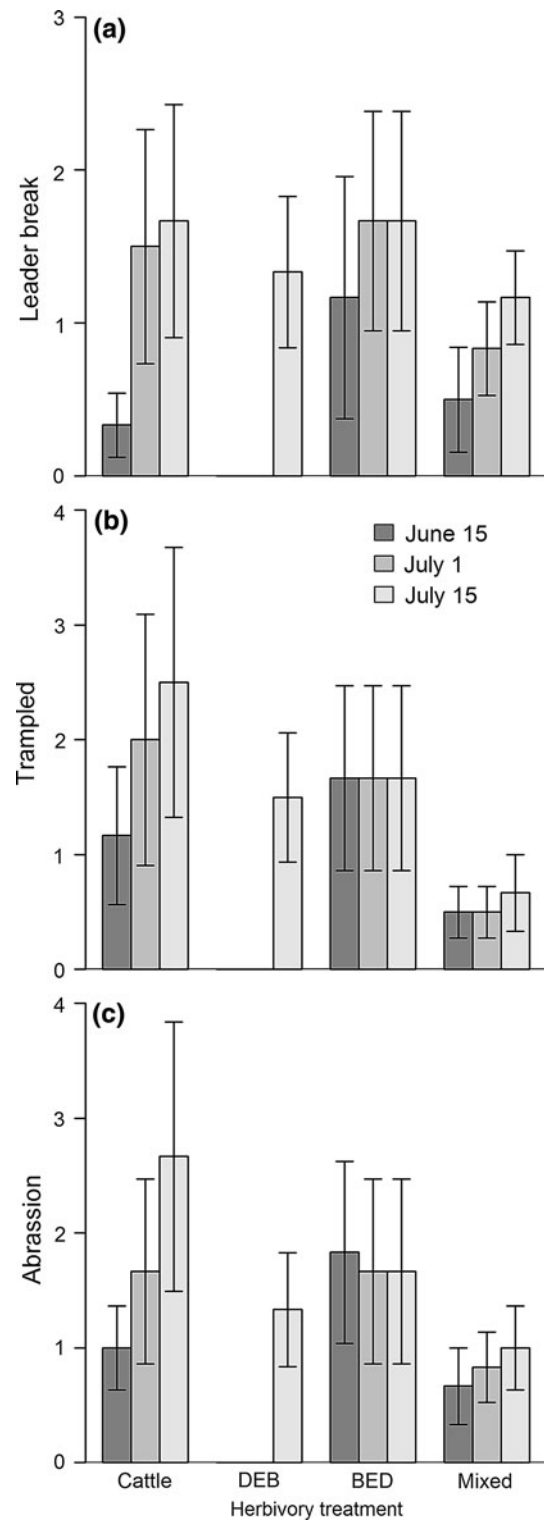 (a)
3
2
1
0
Leader break
(b)
4
3
2
1
0
Trampled
June 15
July 1
July 15
(c)
4
3
2
1
0
Abrassion
Cattle DEB BED Mixed
Herbivory treatment